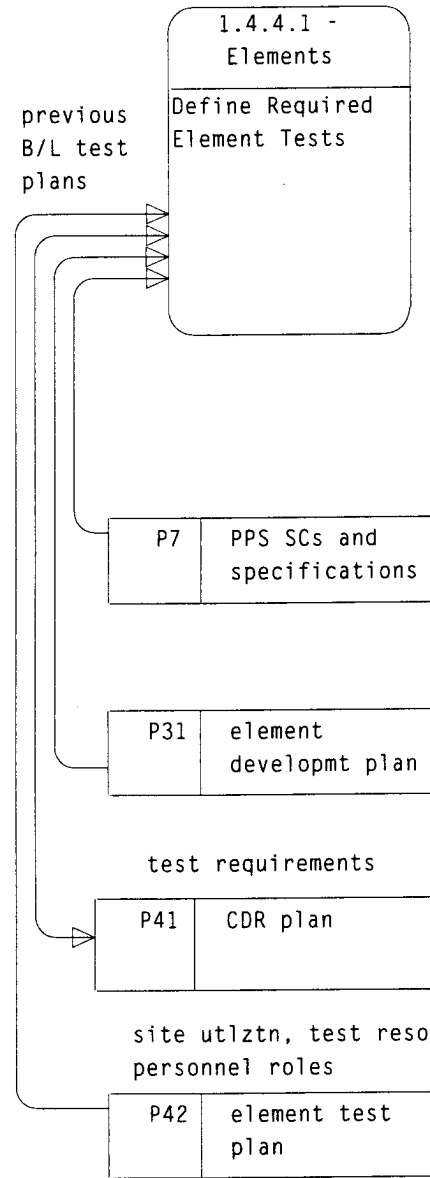 1.4.4.1 -
Elements
Define Required
Element Tests
previous
B/L test
plans
P7
PPS SCs and
specifications
P31
element
developmt plan
test requirements
P41
CDR plan
site utlztn, test reso
personnel roles
P42
element test
plan